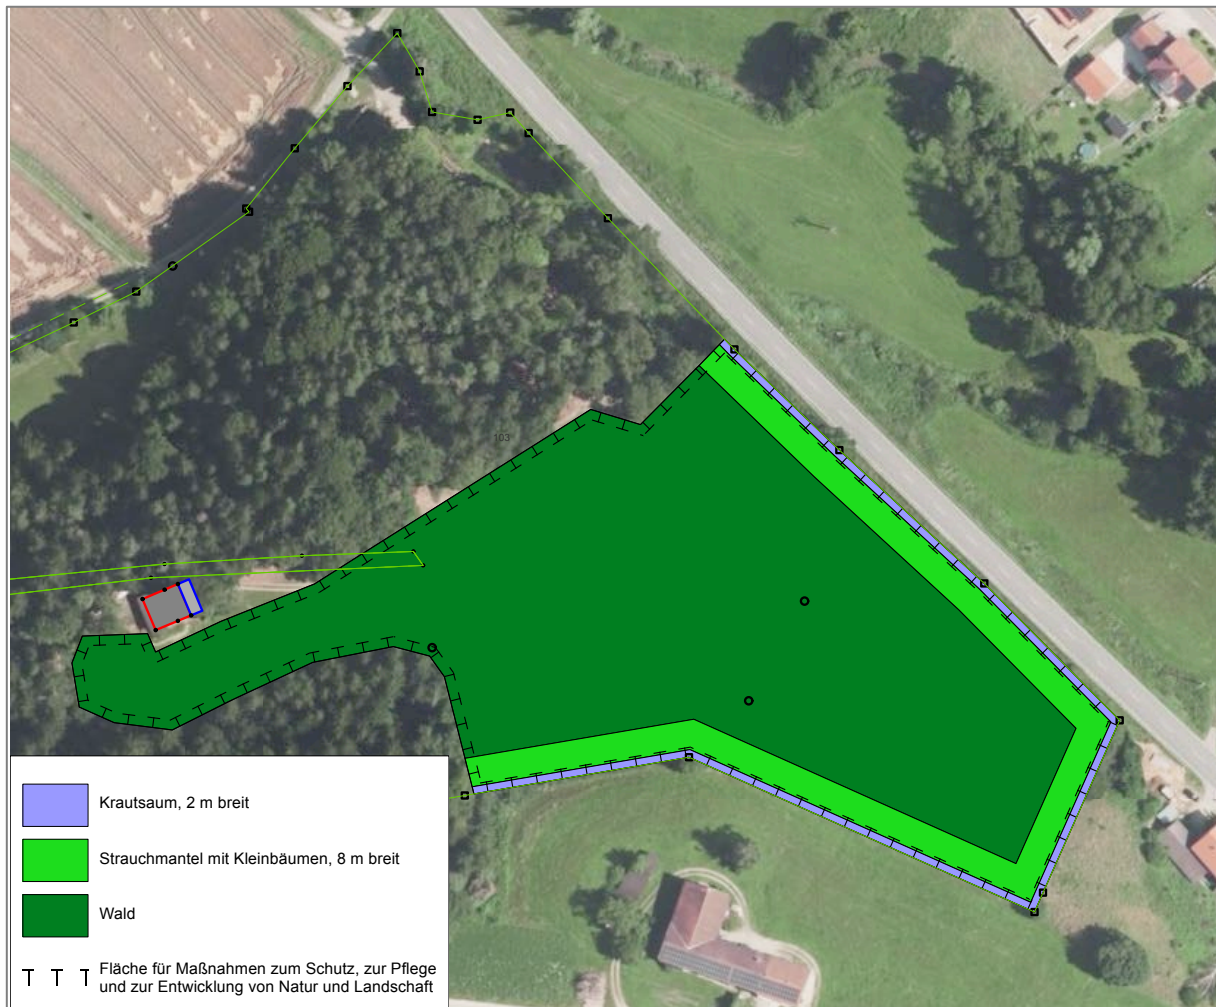 103
Krautsaum, 2 m breit
Strauchmantel mit Kleinbäumen, 8 m breit
Wald
Fläche für Maßnahmen zum Schutz, zur Pflege
und zur Entwicklung von Natur und Landschaft